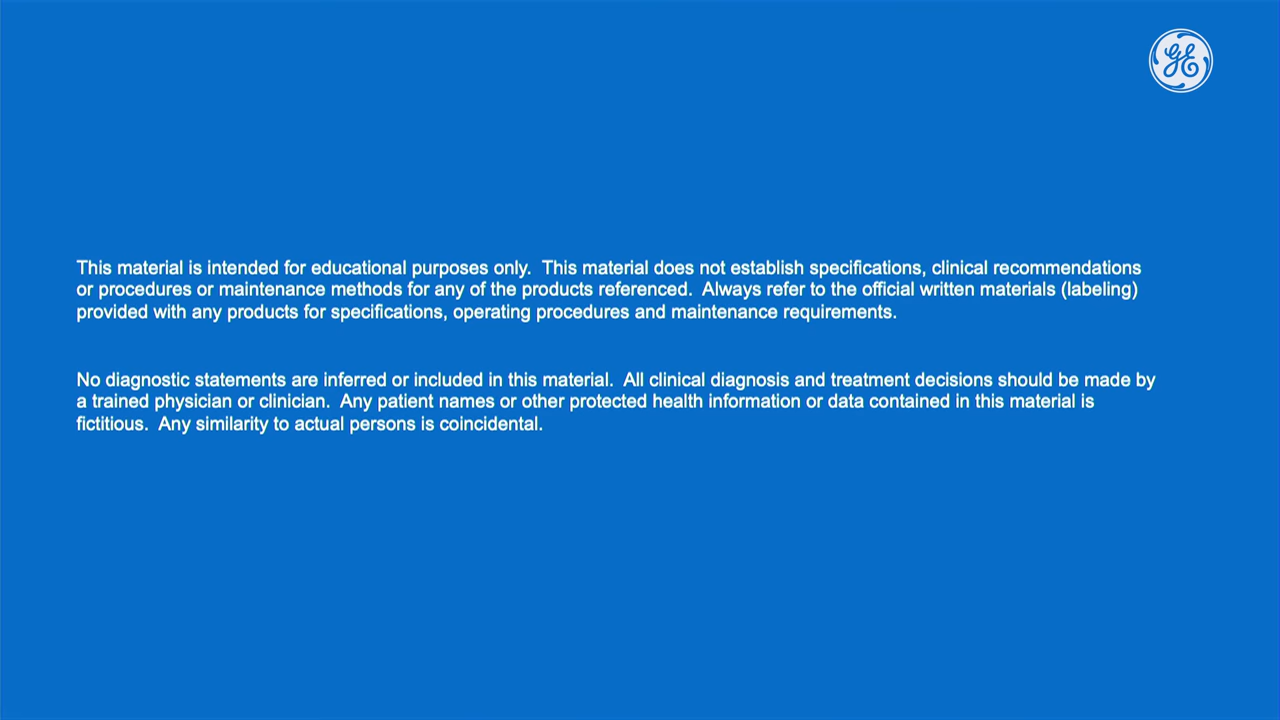 GE
This material is intended for educational purposes only.  This material does not establish specifications, clinical recommendations
or procedures or maintenance methods for any of the products referenced.  Always refer to the official written materials (labeling)
provided with any products for specifications, operating procedures and maintenance requirements.
No diagnostic statements are inferred or included in this material.  All clinical diagnosis and treatment decisions should be made by
a trained physician or clinician.  Any patient names or other protected health information or data contained in this material is
fictitious.  Any similarity to actual persons is coincidental.